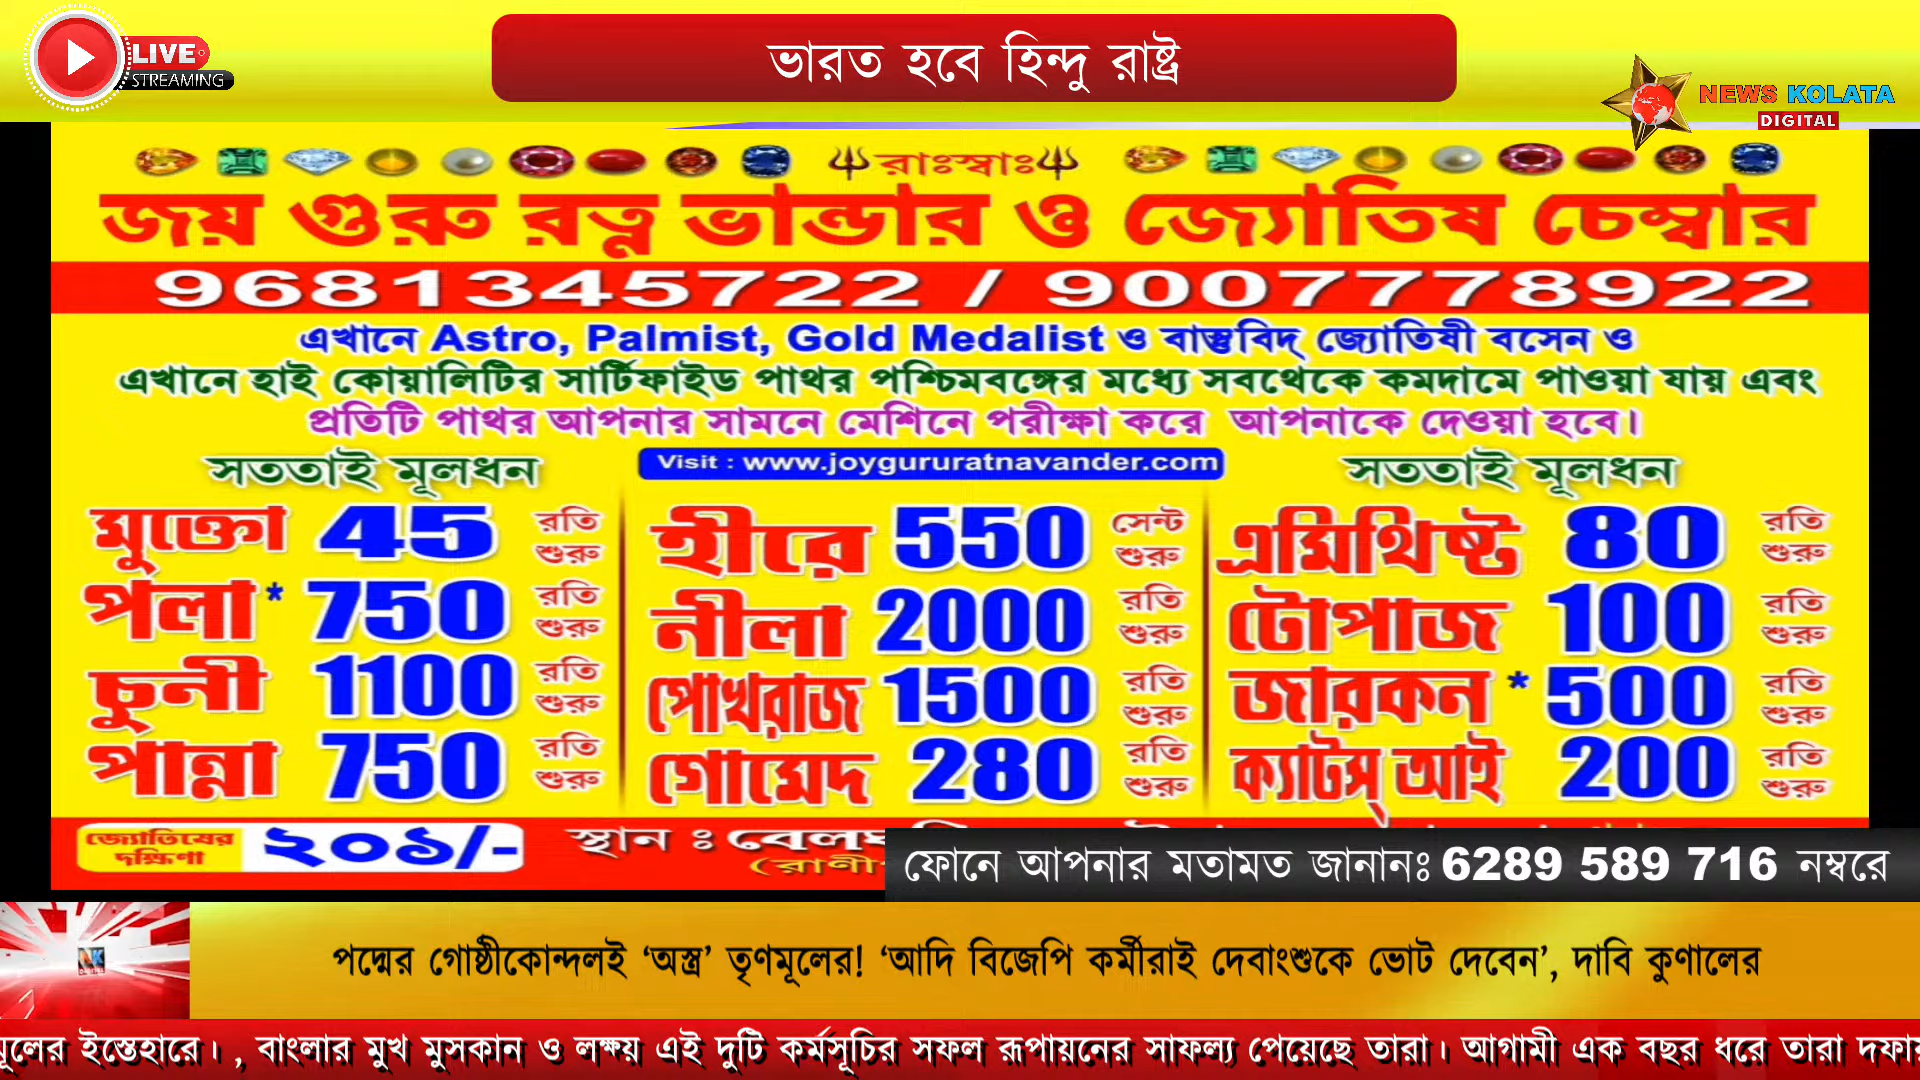 LIVE
STREAMING
ভারত হবে হিন্দু রাষ্ট্র
NEWS KOLATA
DIGITAL
রাঃস্বাঃ
জয় গুরু রত্ন ভান্ডার ও জ্যোতিষ চেম্বার
9681345722 / 9007778922
এখানে Astro, Palmist, Gold Medalist ও বাস্তুবিদ্ জ্যোতিষী বসেন ও
এখানে হাই কোয়ালিটির সার্টিফাইড পাথর পশ্চিমবঙ্গের মধ্যে সবথেকে কমদামে পাওয়া যায় এবং
প্রতিটি পাথর আপনার সামনে মেশিনে পরীক্ষা করে আপনাকে দেওয়া হবে।
সততাই মূলধন
Visit : www.joygururatnavander.com
সততাই মূলধন
মুক্তো 45 রতি শুরু
পলা* 750 রতি শুরু
চুনী 1100 রতি শুরু
পান্না 750 রতি শুরু
হীরে 550 সেন্ট শুরু
নীলা 2000 রতি শুরু
পোখরাজ 1500 রতি শুরু
গোমেদ 280 রতি শুরু
এমিথিষ্ট 80 রতি শুরু
টোপাজ 100 রতি শুরু
জারকন* 500 রতি শুরু
ক্যাটস্ আই 200 রতি শুরু
জ্যোতিষের দক্ষিণা ২০১/-
স্থান ঃ
ফোনে আপনার মতামত জানানঃ 6289 589 716 নম্বরে
NK
DIGITAL
পদ্মের গোষ্ঠীকোন্দলই ‘অস্ত্র’ তৃণমূলের! ‘আদি বিজেপি কর্মীরাই দেবাংশুকে ভোট দেবেন’, দাবি কুণালের
মূলের ইস্তেহারে। , বাংলার মুখ মুসকান ও লক্ষয় এই দুটি কর্মসূচির সফল রূপায়নের সাফল্য পেয়েছে তারা। আগামী এক বছর ধরে তারা দফায়